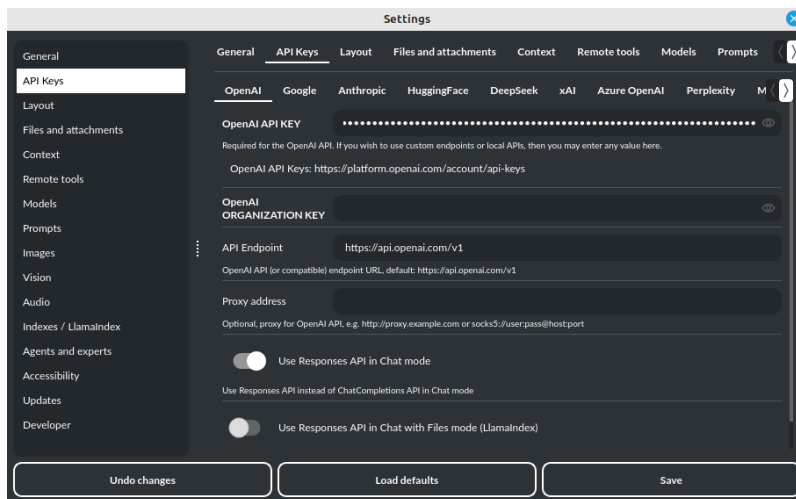 Settings
General
API Keys
Layout
Files and attachments
Context
Remote tools
Models
Prompts
Images
Vision
Audio
Indexes / LlamaIndex
Agents and experts
Accessibility
Updates
Developer
General API Keys Layout Files and attachments Context Remote tools Models Prompts
OpenAI Google Anthropic HuggingFace DeepSeek xAI Azure OpenAI Perplexity M
OpenAI API KEY
Required for the OpenAI API. If you wish to use custom endpoints or local APIs, then you may enter any value here.
OpenAI API Keys: https://platform.openai.com/account/api-keys
OpenAI
ORGANIZATION KEY
API Endpoint https://api.openai.com/v1
OpenAI API (or compatible) endpoint URL, default: https://api.openai.com/v1
Proxy address
Optional, proxy for OpenAI API, e.g. http://proxy.example.com or socks5://user:pass@host:port
Use Responses API in Chat mode
Use Responses API instead of ChatCompletions API in Chat mode
Use Responses API in Chat with Files mode (LlamaIndex)
Undo changes Load defaults Save